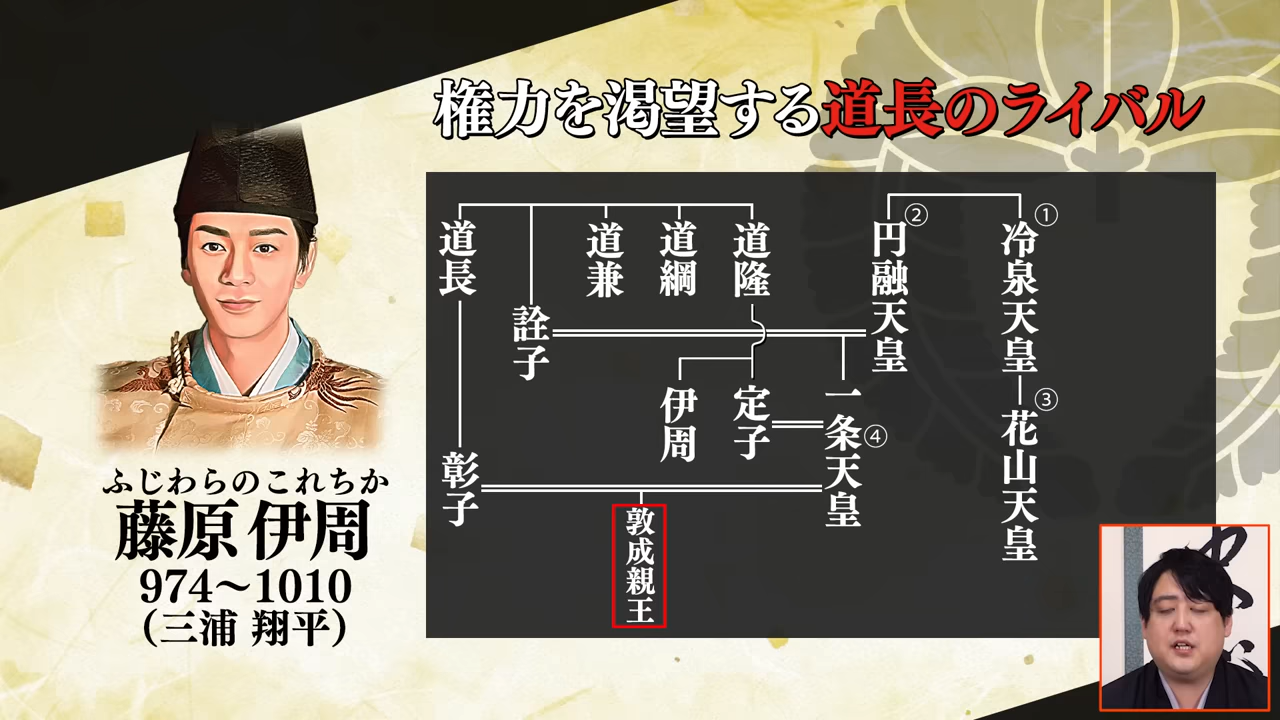 権力を渇望する道長のライバル
ふじわらのこれちか
藤原 伊周
974～1010
（三浦 翔平）
①
冷泉天皇
②
円融天皇
道隆
道綱
道兼
詮子
道長
③
花山天皇
一条天皇
④
定子
伊周
彰子
敦成親王